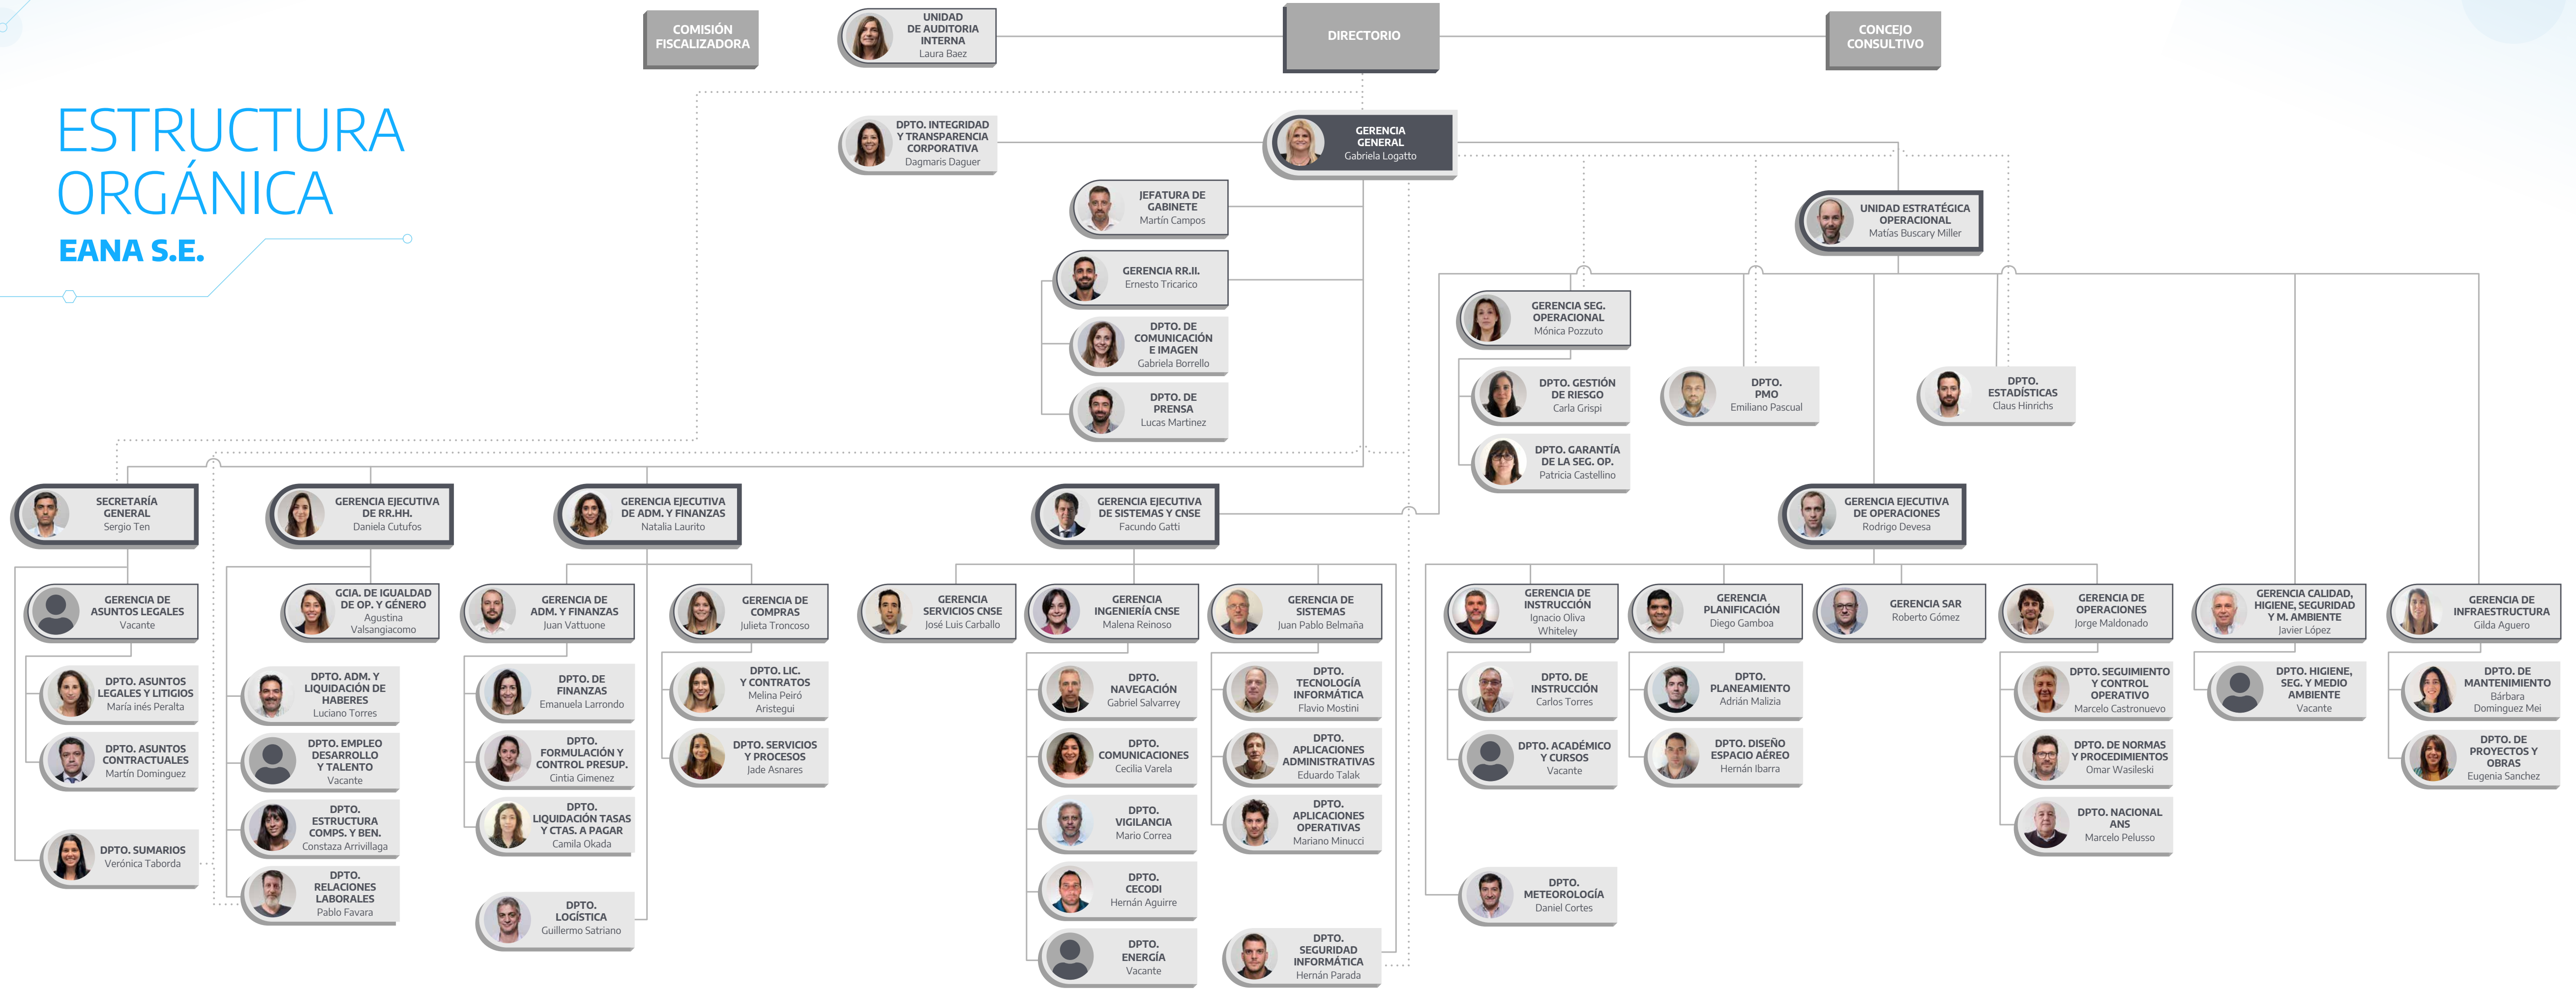 COMISIÓN
FISCALIZADORA
UNIDAD
DE AUDITORIA
INTERNA
Laura Baez
DIRECTORIO
CONCEJO
CONSULTIVO
ESTRUCTURA
ORGÁNICA
EANA S.E.
DPTO. INTEGRIDAD
Y TRANSPARENCIA
CORPORATIVA
Dagmaris Daguer
GERENCIA
GENERAL
Gabriela Logatto
JEFATURA DE
GABINETE
Martín Campos
UNIDAD ESTRATÉGICA
OPERACIONAL
Matías Buscary Miller
GERENCIA RR.II.
Ernesto Tricarico
DPTO. DE
COMUNICACIÓN
E IMAGEN
Gabriela Borrello
DPTO. DE
PRENSA
Lucas Martinez
GERENCIA SEG.
OPERACIONAL
Mónica Pozzuto
DPTO. GESTIÓN
DE RIESGO
Carla Grispi
DPTO. GARANTÍA
DE LA SEG. OP.
Patricia Castellino
DPTO.
PMO
Emiliano Pascual
DPTO.
ESTADÍSTICAS
Claus Hinrichs
SECRETARÍA
GENERAL
Sergio Ten
GERENCIA EJECUTIVA
DE RR.HH.
Daniela Cutufos
GERENCIA EJECUTIVA
DE ADM. Y FINANZAS
Natalia Laurito
GERENCIA EJECUTIVA
DE SISTEMAS Y CNSE
Facundo Gatti
GERENCIA EJECUTIVA
DE OPERACIONES
Rodrigo Devesa
GERENCIA DE
ASUNTOS LEGALES
Vacante
DPTO. ASUNTOS
LEGALES Y LITIGIOS
María inés Peralta
DPTO. ASUNTOS
CONTRACTUALES
Martín Dominguez
DPTO. SUMARIOS
Verónica Taborda
GCIA. DE IGUALDAD
DE OP. Y GÉNERO
Agustina
Valsangiacomo
DPTO. ADM. Y
LIQUIDACIÓN DE
HABERES
Luciano Torres
DPTO. EMPLEO
DESARROLLO
Y TALENTO
Vacante
DPTO.
ESTRUCTURA
COMPS. Y BEN.
Constaza Arrivillaga
DPTO.
RELACIONES
LABORALES
Pablo Favara
GERENCIA DE
ADM. Y FINANZAS
Juan Vattuone
DPTO. DE
FINANZAS
Emanuela Larrondo
DPTO.
FORMULACIÓN Y
CONTROL PRESUP.
Cintia Gimenez
DPTO.
LIQUIDACIÓN TASAS
Y CTAS. A PAGAR
Camila Okada
DPTO.
LOGÍSTICA
Guillermo Satriano
GERENCIA DE
COMPRAS
Julieta Troncoso
DPTO. LIC.
Y CONTRATOS
Melina Peiró
Aristegui
DPTO. SERVICIOS
Y PROCESOS
Jade Asnares
GERENCIA
SERVICIOS CNSE
José Luis Carballo
GERENCIA
INGENIERÍA CNSE
Malena Reinoso
DPTO.
NAVEGACIÓN
Gabriel Salvarrey
DPTO.
COMUNICACIONES
Cecilia Varela
DPTO.
VIGILANCIA
Mario Correa
DPTO.
CECODI
Hernán Aguirre
DPTO.
ENERGÍA
Vacante
GERENCIA DE
SISTEMAS
Juan Pablo Belmaña
DPTO.
TECNOLOGÍA
INFORMÁTICA
Flavio Mostini
DPTO.
APLICACIONES
ADMINISTRATIVAS
Eduardo Talak
DPTO.
APLICACIONES
OPERATIVAS
Mariano Minucci
DPTO.
SEGURIDAD
INFORMÁTICA
Hernán Parada
GERENCIA DE
INSTRUCCIÓN
Ignacio Oliva
Whiteley
DPTO. DE
INSTRUCCIÓN
Carlos Torres
DPTO. ACADÉMICO
Y CURSOS
Vacante
DPTO.
METEOROLOGÍA
Daniel Cortes
GERENCIA
PLANIFICACIÓN
Diego Gamboa
DPTO.
PLANEAMIENTO
Adrián Malizia
DPTO. DISEÑO
ESPACIO AÉREO
Hernán Ibarra
GERENCIA SAR
Roberto Gómez
GERENCIA DE
OPERACIONES
Jorge Maldonado
DPTO. SEGUIMIENTO
Y CONTROL
OPERATIVO
Marcelo Castronuevo
DPTO. DE NORMAS
Y PROCEDIMIENTOS
Omar Wasileski
DPTO. NACIONAL
ANS
Marcelo Pelusso
GERENCIA CALIDAD,
HIGIENE, SEGURIDAD
Y M. AMBIENTE
Javier López
DPTO. HIGIENE,
SEG. Y MEDIO
AMBIENTE
Vacante
GERENCIA DE
INFRAESTRUCTURA
Gilda Aguero
DPTO. DE
MANTENIMIENTO
Bárbara
Dominguez Mei
DPTO. DE
PROYECTOS Y
OBRAS
Eugenia Sanchez